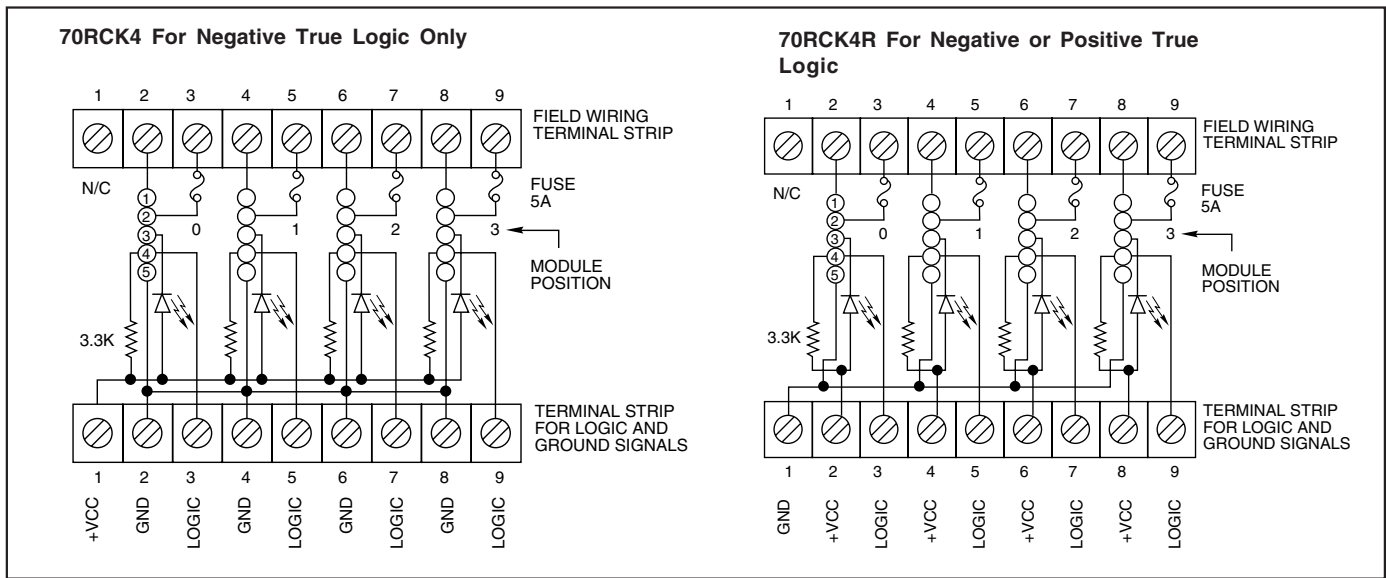 70RCK4 For Negative True Logic Only
1 2 3 4 5 6 7 8 9
FIELD WIRING
TERMINAL STRIP
N/C
FUSE
5A
1
2
3
4
5
0 1 2 3
MODULE
POSITION
3.3K
TERMINAL STRIP
FOR LOGIC AND
GROUND SIGNALS
1 2 3 4 5 6 7 8 9
+VCC GND LOGIC GND LOGIC GND LOGIC GND LOGIC
70RCK4R For Negative or Positive True
Logic
1 2 3 4 5 6 7 8 9
FIELD WIRING
TERMINAL STRIP
N/C
FUSE
5A
1
2
3
4
5
0 1 2 3
MODULE
POSITION
3.3K
TERMINAL STRIP
FOR LOGIC AND
GROUND SIGNALS
1 2 3 4 5 6 7 8 9
GND +VCC LOGIC +VCC LOGIC +VCC LOGIC +VCC LOGIC